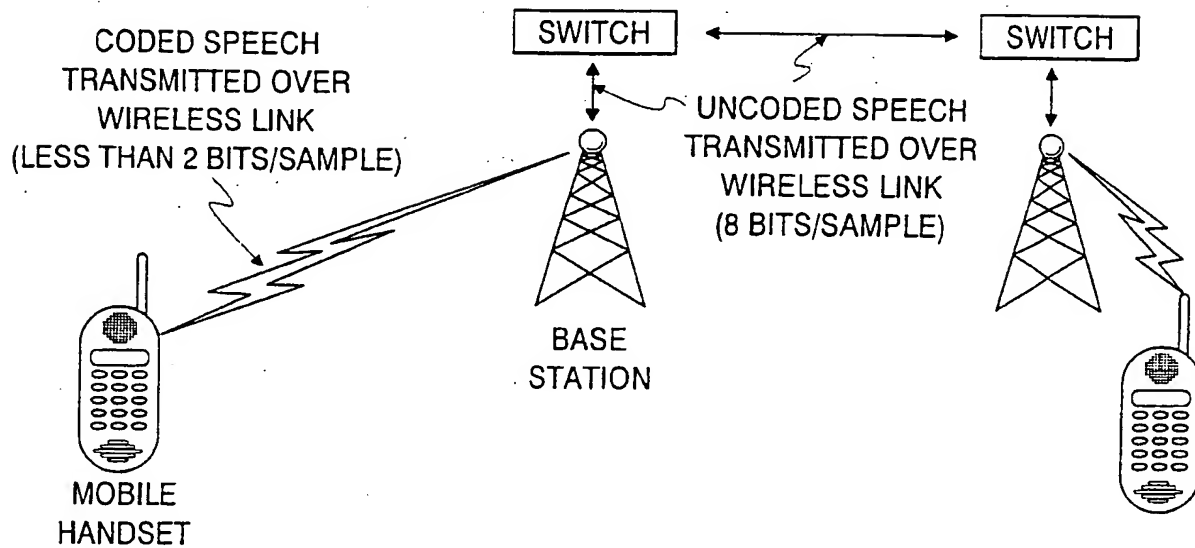 CODED SPEECH
TRANSMITTED OVER
WIRELESS LINK
(LESS THAN 2 BITS/SAMPLE)
SWITCH
SWITCH
UNCODED SPEECH
TRANSMITTED OVER
WIRELESS LINK
(8 BITS/SAMPLE)
BASE
STATION
MOBILE
HANDSET